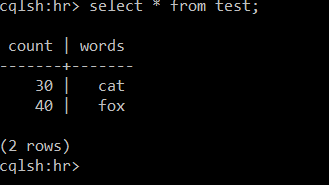 cqlsh:hr> select * from test;
count | words
-------+-------
30 | cat
40 | fox
(2 rows)
cqlsh:hr>